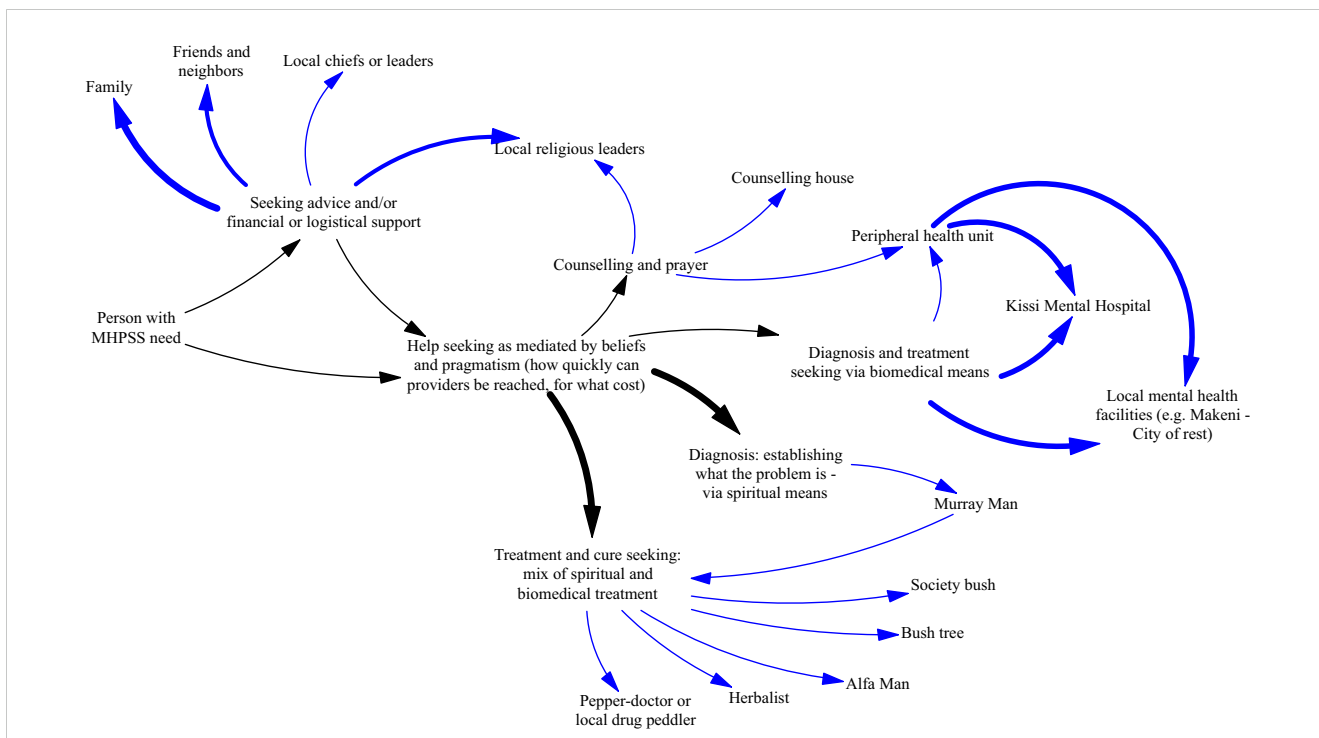 Friends and
neighbors
Local chiefs or leaders
Family
Local religious leaders
Counselling house
Seeking advice and/or
financial or logistical support
Peripheral health unit
Counselling and prayer
Kissi Mental Hospital
Person with
MHPSS need
Help seeking as mediated by beliefs
and pragmatism (how quickly can
providers be reached, for what cost)
Diagnosis and treatment
seeking via biomedical means
Local mental health
facilities (e.g. Makeni -
City of rest)
Diagnosis: establishing
what the problem is -
via spiritual means
Murray Man
Treatment and cure seeking:
mix of spiritual and
biomedical treatment
Society bush
Bush tree
Alfa Man
Herbalist
Pepper-doctor or
local drug peddler